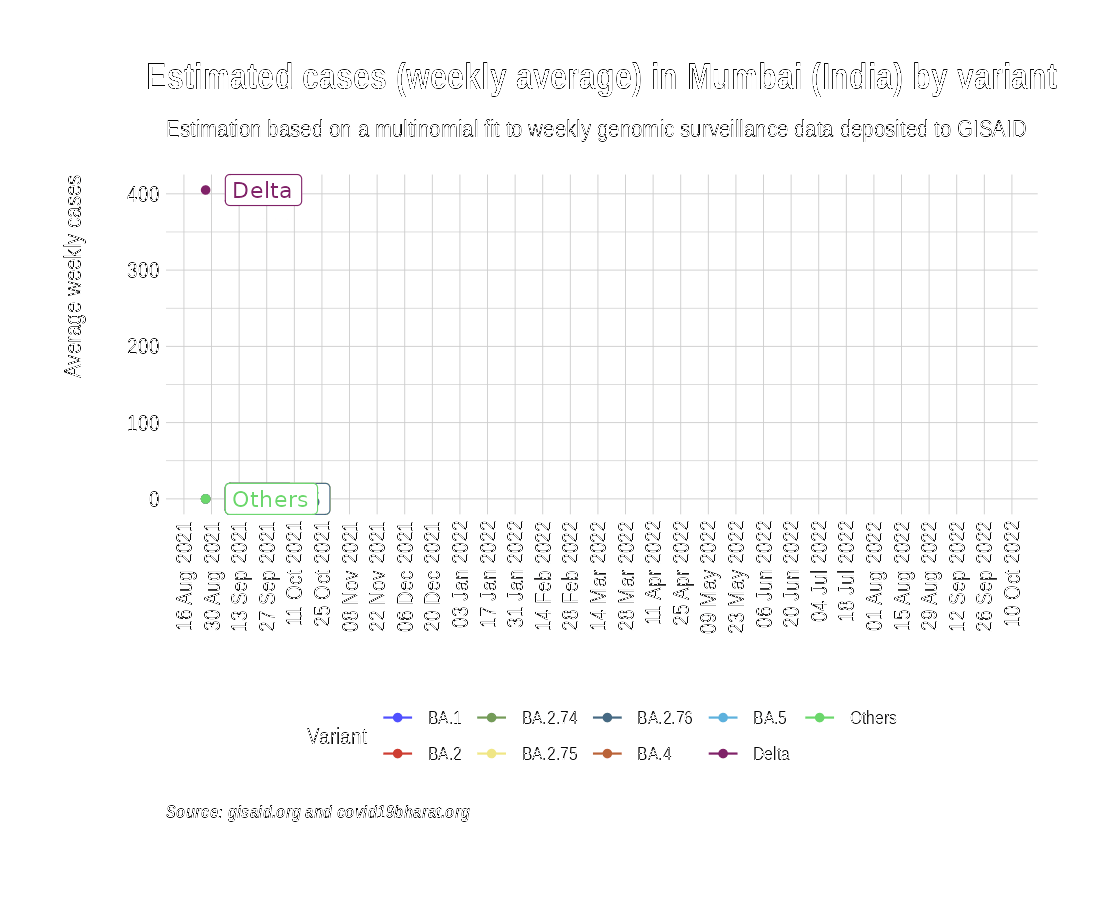 Estimated cases (weekly average) in Mumbai (India) by variant
Estimation based on a multinomial fit to weekly genomic surveillance data deposited to GISAID
Average weekly cases
400
300
200
100
0
Delta
Others
16 Aug 2021
30 Aug 2021
13 Sep 2021
27 Sep 2021
11 Oct 2021
25 Oct 2021
08 Nov 2021
22 Nov 2021
06 Dec 2021
20 Dec 2021
03 Jan 2022
17 Jan 2022
31 Jan 2022
14 Feb 2022
28 Feb 2022
14 Mar 2022
28 Mar 2022
11 Apr 2022
25 Apr 2022
09 May 2022
23 May 2022
06 Jun 2022
20 Jun 2022
04 Jul 2022
18 Jul 2022
01 Aug 2022
15 Aug 2022
29 Aug 2022
12 Sep 2022
26 Sep 2022
10 Oct 2022
Variant
BA.1 BA.2.74 BA.2.76 BA.5 Others
BA.2 BA.2.75 BA.4 Delta
Source: gisaid.org and covid19bharat.org